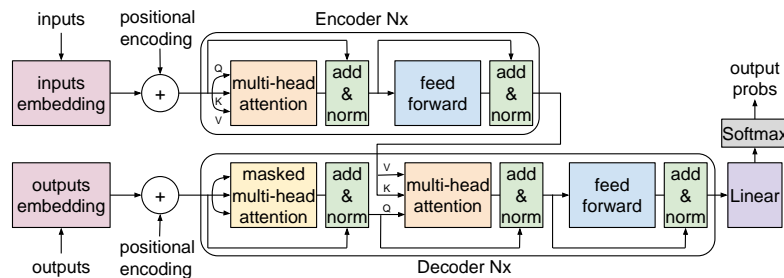 inputs
positional
encoding
Encoder Nx
inputs
embedding
+
Q
K
V
multi-head
attention
add
&
norm
feed
forward
add
&
norm
output
probs
Softmax
outputs
embedding
+
masked
multi-head
attention
add
&
norm
V
K
Q
multi-head
attention
add
&
norm
feed
forward
add
&
norm
Linear
outputs
positional
encoding
Decoder Nx